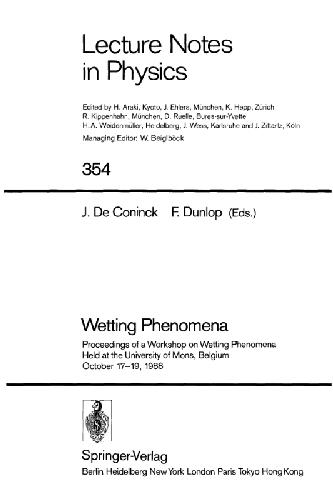 Lecture Notes
in Physics
Edited by H. Araki, Kyoto, J. Ehlers, München, K. Hepp, Zürich
R. Kippenhahn, München, D. Ruelle, Bures-sur-Yvette
H. A. Weidenmüller, Heidelberg, J. Wess, Karlsruhe and J. Zittartz, Köln
Managing Editor: W. Beiglböck
354
J. De Coninck F. Dunlop (Eds.)
Wetting Phenomena
Proceedings of a Workshop on Wetting Phenomena
Held at the University of Mons, Belgium
October 17–19, 1988
Springer-Verlag
Berlin Heidelberg New York London Paris Tokyo Hong Kong